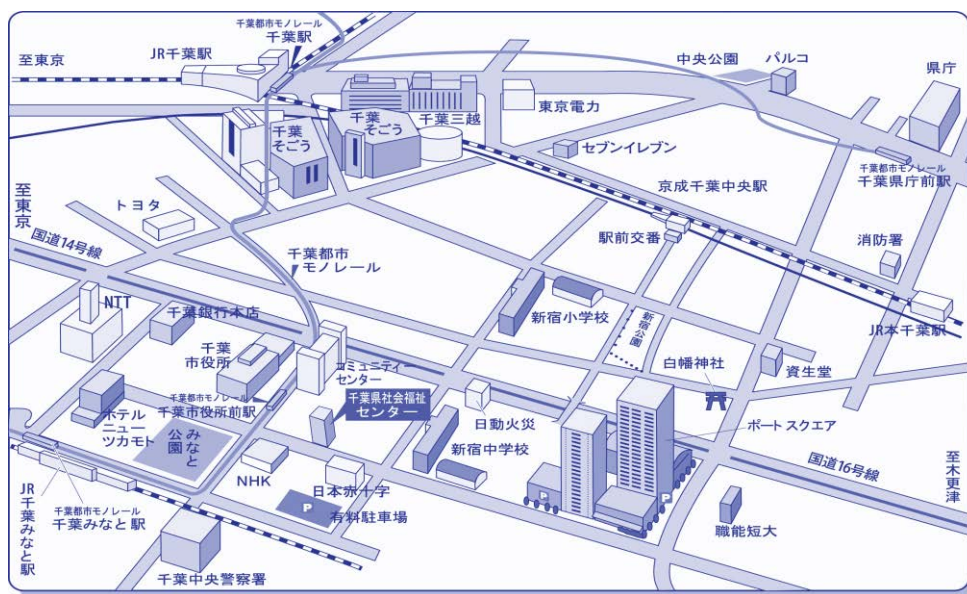 千葉都市モノレール
千葉駅
JR千葉駅
至東京
中央公園
パルコ
県庁
東京電力
千葉三越
千葉
そごう
千葉
そごう
セブンイレブン
千葉都市モノレール
千葉県庁前駅
京成千葉中央駅
至東京
トヨタ
駅前交番
消防署
国道14号線
千葉都市
モノレール
NTT
千葉銀行本店
新宿小学校
新宿公園
JR本千葉駅
千葉
市役所
コミュニティー
センター
白幡神社
資生堂
千葉都市モノレール
千葉市役所前駅
千葉県社会福祉
センター
日動火災
ホテル
ニュー
ツカモト
みなと
公園
新宿中学校
ポートスクエア
至木更津
国道16号線
NHK
日本赤十字
P
有料駐車場
P
P
JR千葉みなと駅
千葉都市モノレール
千葉みなと駅
職能短大
千葉中央警察署